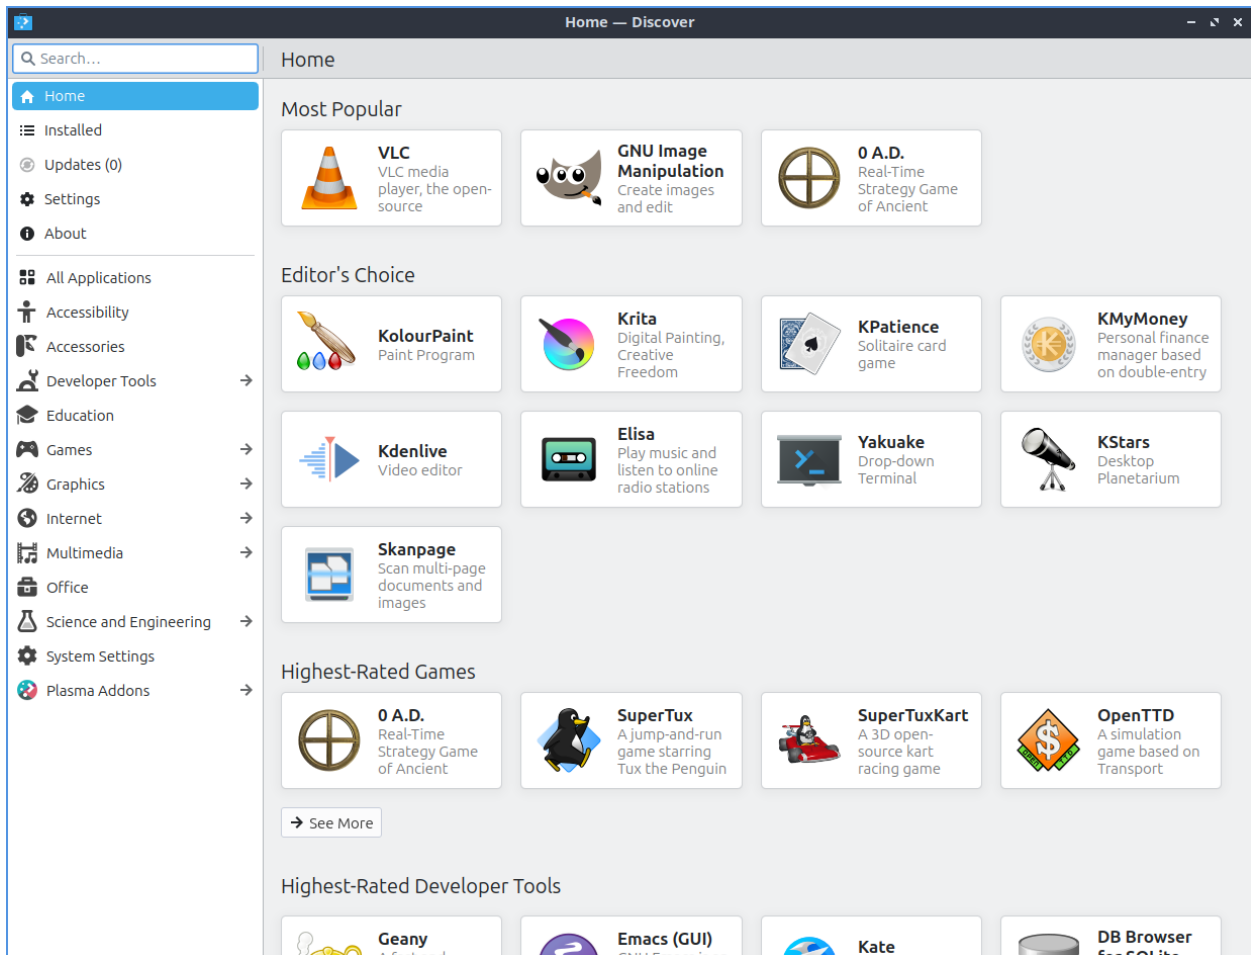 Home — Discover
Search...
Home
Home
Installed
Updates (0)
Settings
About
All Applications
Accessibility
Accessories
Developer Tools
Education
Games
Graphics
Internet
Multimedia
Office
Science and Engineering
System Settings
Plasma Addons
Most Popular
VLC
VLC media
player, the open-
source
GNU Image
Manipulation
Create images
and edit
0 A.D.
Real-Time
Strategy Game
of Ancient
Editor's Choice
KolourPaint
Paint Program
Krita
Digital Painting,
Creative
Freedom
KPatience
Solitaire card
game
KMyMoney
Personal finance
manager based
on double-entry
Kdenlive
Video editor
Elisa
Play music and
listen to online
radio stations
Yakuake
Drop-down
Terminal
KStars
Desktop
Planetarium
Skanpage
Scan multi-page
documents and
images
Highest-Rated Games
0 A.D.
Real-Time
Strategy Game
of Ancient
SuperTux
A jump-and-run
game starring
Tux the Penguin
SuperTuxKart
A 3D open-
source kart
racing game
OpenTTD
A simulation
game based on
Transport
See More
Highest-Rated Developer Tools
Geany
Emacs (GUI)
Kate
DB Browser
for SQLite